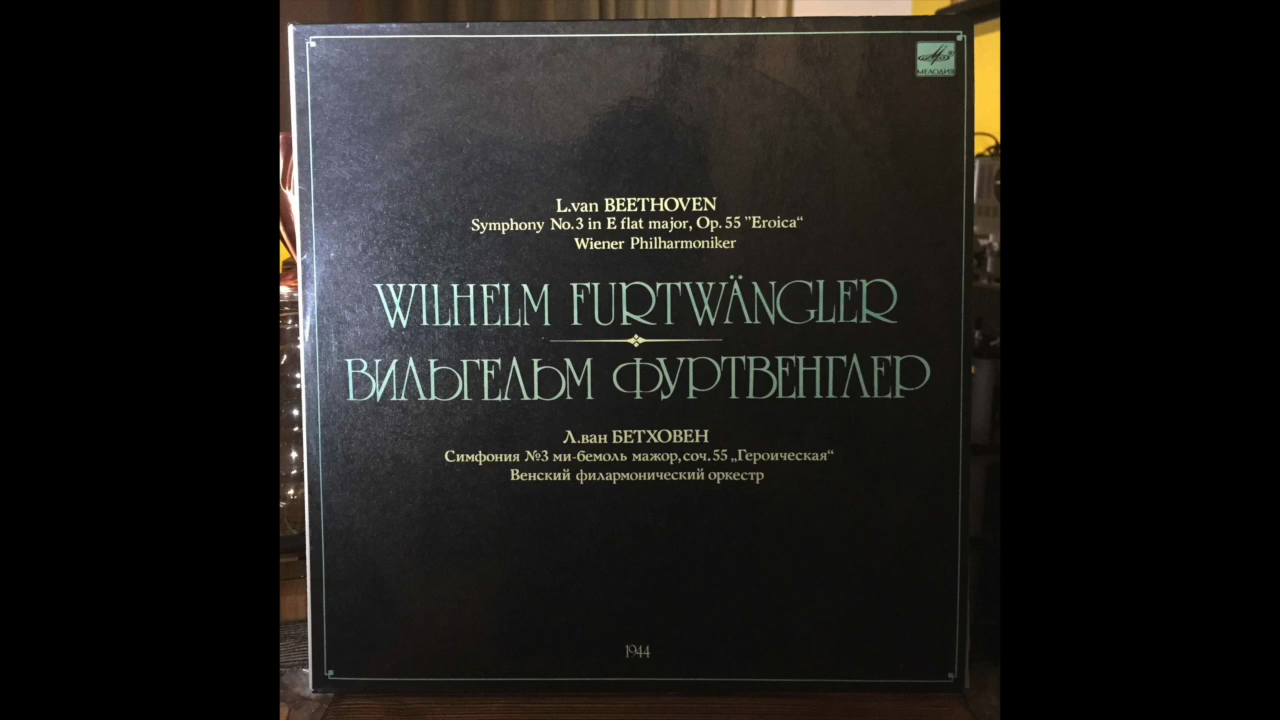 МЕЛОДИЯ
L.van BEETHOVEN
Symphony No.3 in E flat major, Op.55 "Eroica“
Wiener Philharmoniker
WILHELM FURTWÄNGLER
ВИЛЬГЕЛЬМ ФУРТВЕНГЛЕР
Л.ван БЕТХОВЕН
Симфония №3 ми-бемоль мажор,соч.55 „Героическая“
Венский филармонический оркестр
1944